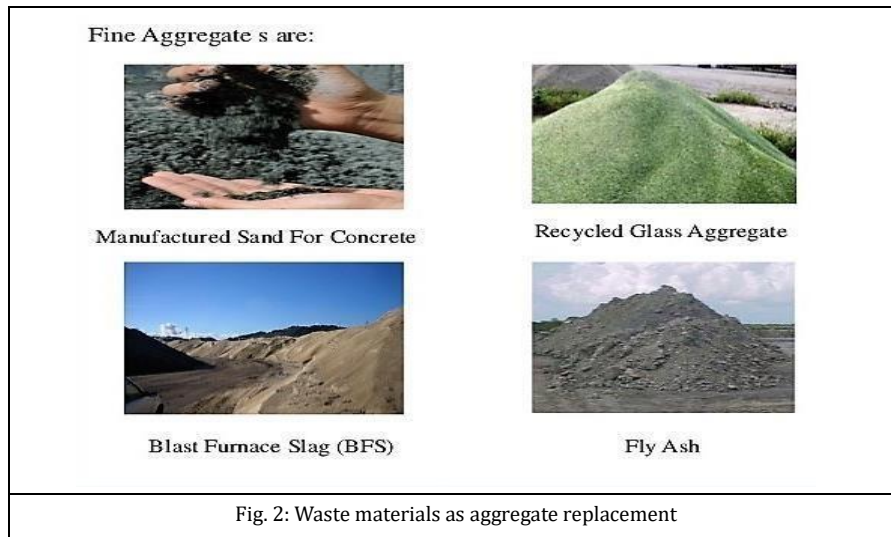 Fine Aggregate s are:
Manufactured Sand For Concrete
Recycled Glass Aggregate
Blast Furnace Slag (BFS)
Fly Ash
Fig. 2: Waste materials as aggregate replacement